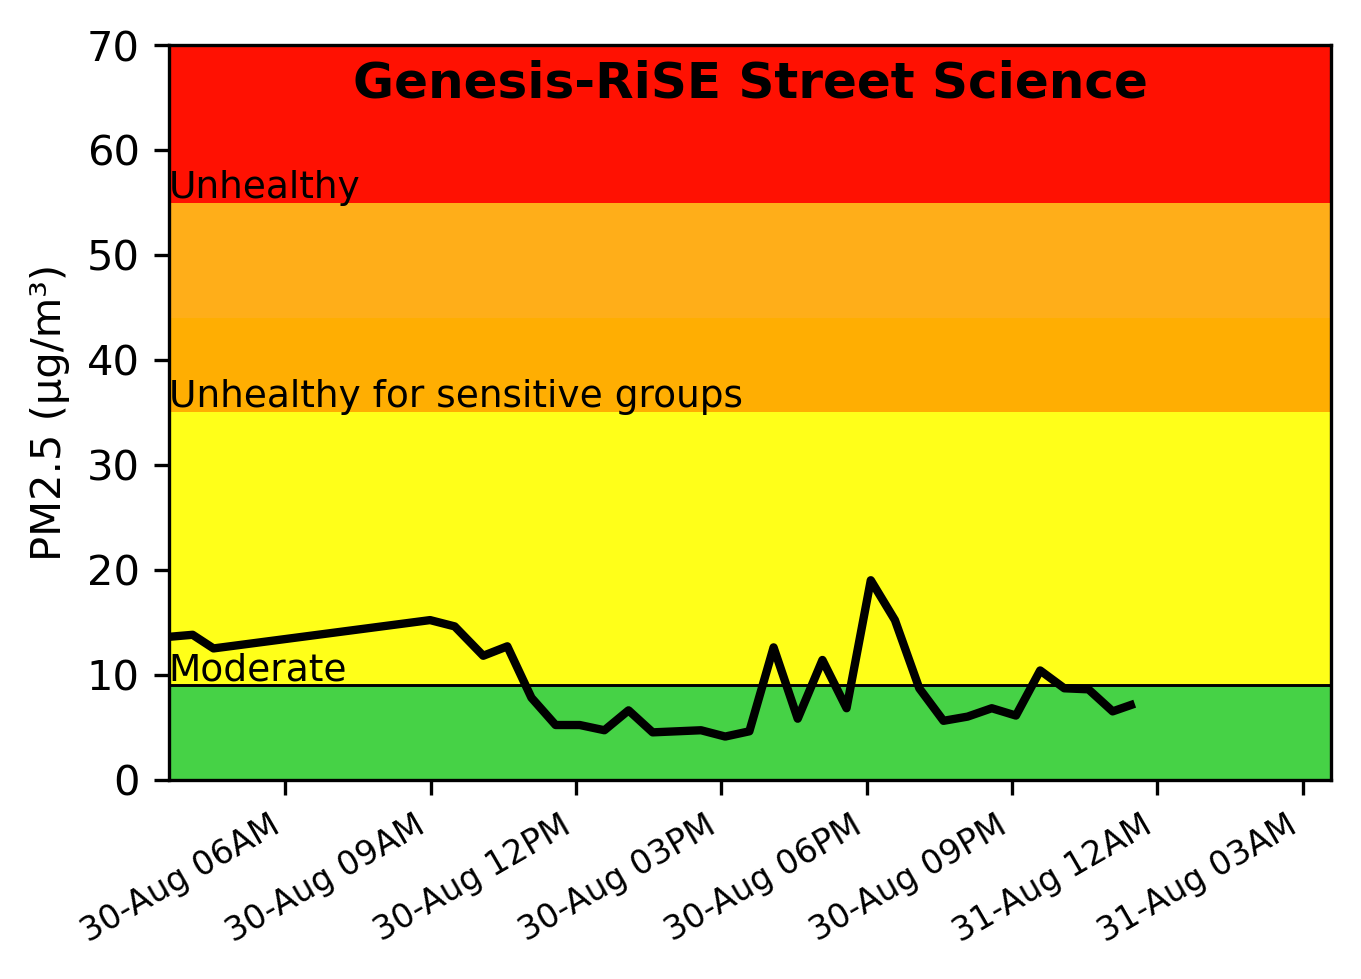 Genesis-RiSE Street Science
PM2.5 (µg/m³)
70
60
50
40
30
20
10
0
Unhealthy
Unhealthy for sensitive groups
Moderate
30-Aug 06AM
30-Aug 09AM
30-Aug 12PM
30-Aug 03PM
30-Aug 06PM
30-Aug 09PM
31-Aug 12AM
31-Aug 03AM